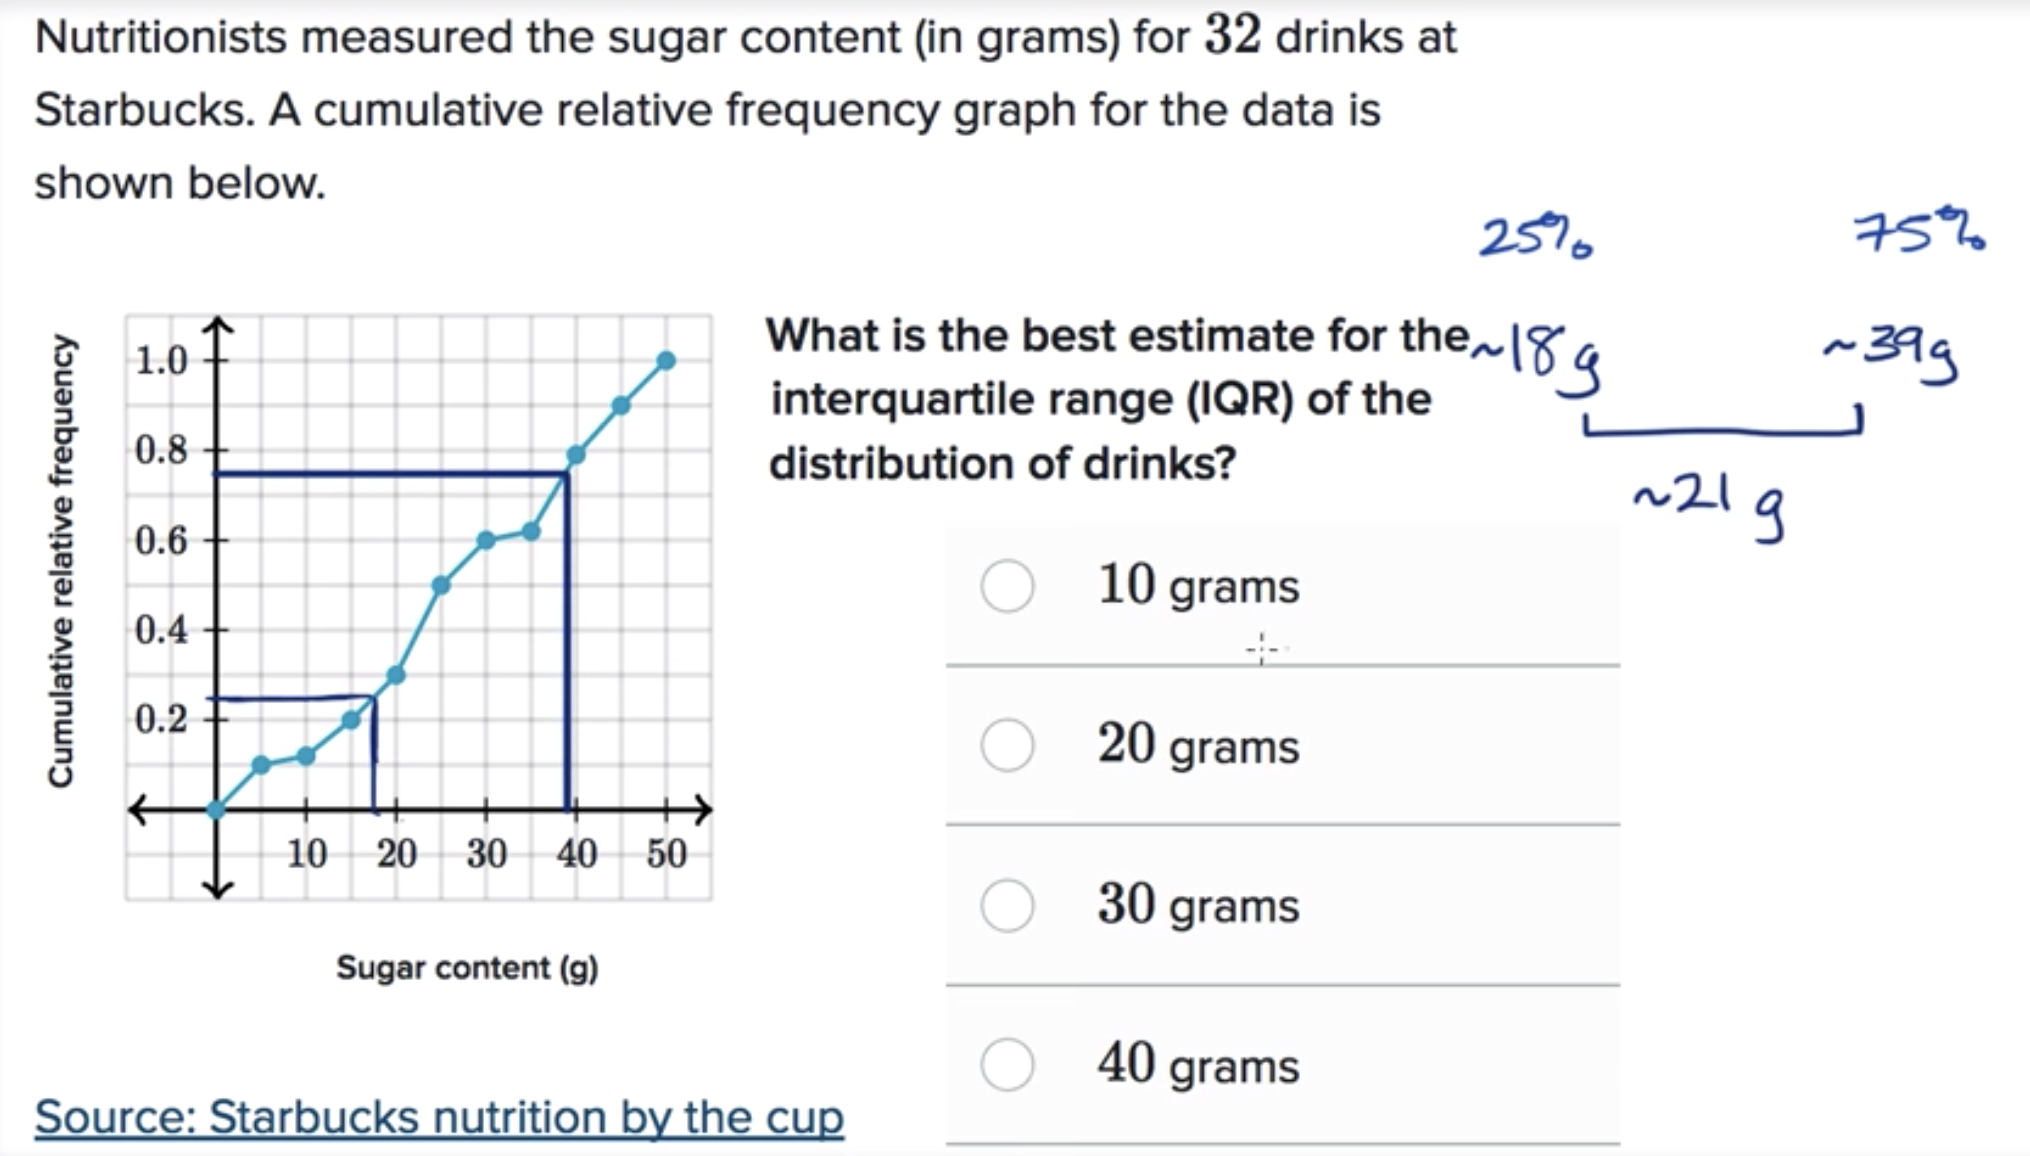 Nutritionists measured the sugar content (in grams) for 32 drinks at
Starbucks. A cumulative relative frequency graph for the data is
shown below.
25%
75%
What is the best estimate for the
interquartile range (IQR) of the
distribution of drinks?
~18g
~39g
~21g
Cumulative relative frequency
1.0
0.8
0.6
0.4
0.2
10 20 30 40 50
Sugar content (g)
10 grams
20 grams
30 grams
40 grams
Source: Starbucks nutrition by the cup